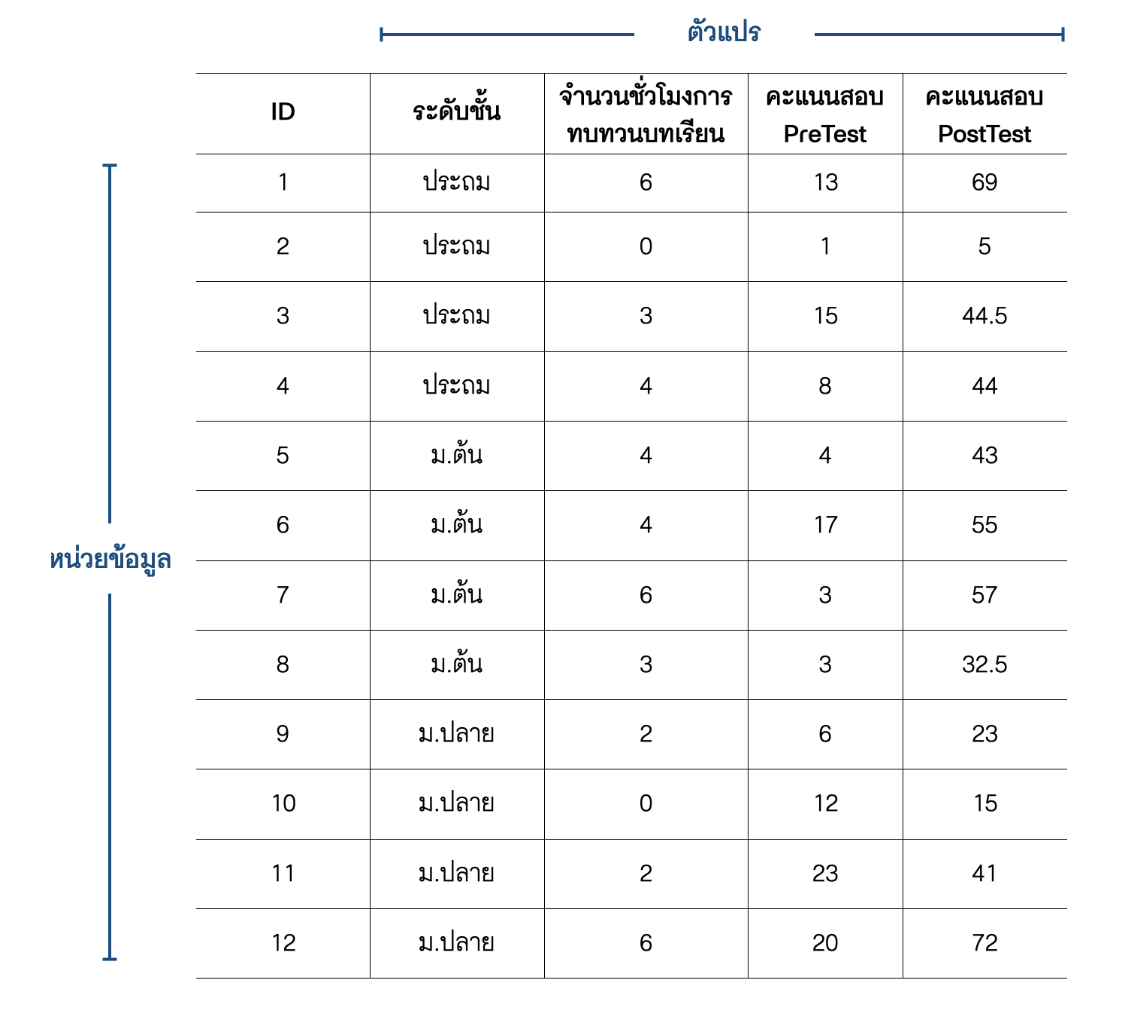 ตัวแปร
ID ระดับชั้น จำนวนชั่วโมงการ คะแนนสอบ คะแนนสอบ
ทบทวนบทเรียน PreTest PostTest
1 ประถม 6 13 69
2 ประถม 0 1 5
3 ประถม 3 15 44.5
4 ประถม 4 8 44
5 ม.ต้น 4 4 43
6 ม.ต้น 4 17 55
หน่วยข้อมูล
7 ม.ต้น 6 3 57
8 ม.ต้น 3 3 32.5
9 ม.ปลาย 2 6 23
10 ม.ปลาย 0 12 15
11 ม.ปลาย 2 23 41
12 ม.ปลาย 6 20 72